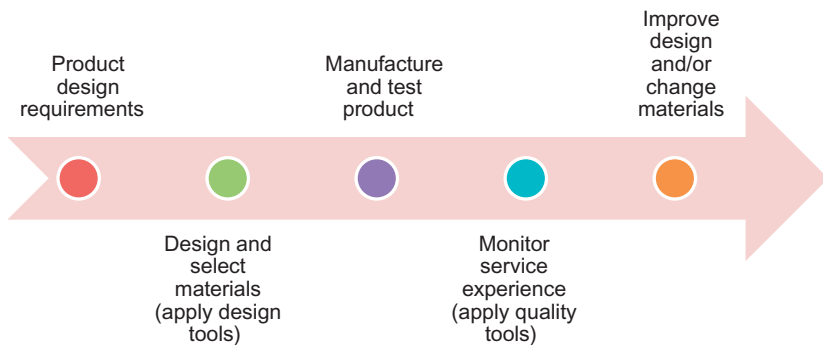 Product
design
requirements
Design and
select
materials
(apply design
tools)
Manufacture
and test
product
Monitor
service
experience
(apply quality
tools)
Improve
design
and/or
change
materials